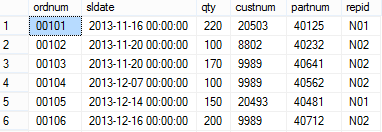 ordnum sldate qty custnum partnum repid
1 00101 2013-11-16 00:00:00 220 20503 40125 N01
2 00102 2013-11-20 00:00:00 100 8802 40232 N02
3 00103 2013-11-20 00:00:00 170 9989 40641 N02
4 00104 2013-12-07 00:00:00 100 9989 40562 N02
5 00105 2013-12-14 00:00:00 150 20493 40481 N01
6 00106 2013-12-16 00:00:00 200 9989 40712 N02